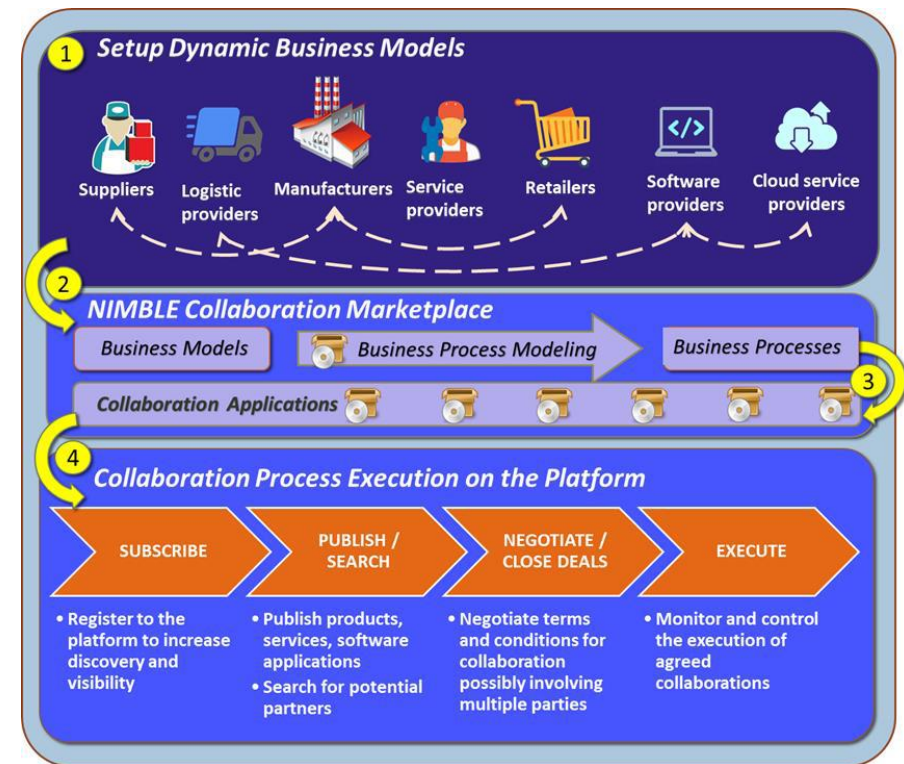 1
Setup Dynamic Business Models
</>
Suppliers
Logistic
providers
Manufacturers
Service
providers
Retailers
Software
providers
Cloud service
providers
2
NIMBLE Collaboration Marketplace
Business Models
Business Process Modeling
Business Processes
3
Collaboration Applications
4
Collaboration Process Execution on the Platform
SUBSCRIBE
PUBLISH /
SEARCH
NEGOTIATE /
CLOSE DEALS
EXECUTE
• Register to the
platform to increase
discovery and
visibility
• Publish products,
services, software
applications
• Search for potential
partners
• Negotiate terms
and conditions for
collaboration
possibly involving
multiple parties
• Monitor and control
the execution of
agreed
collaborations